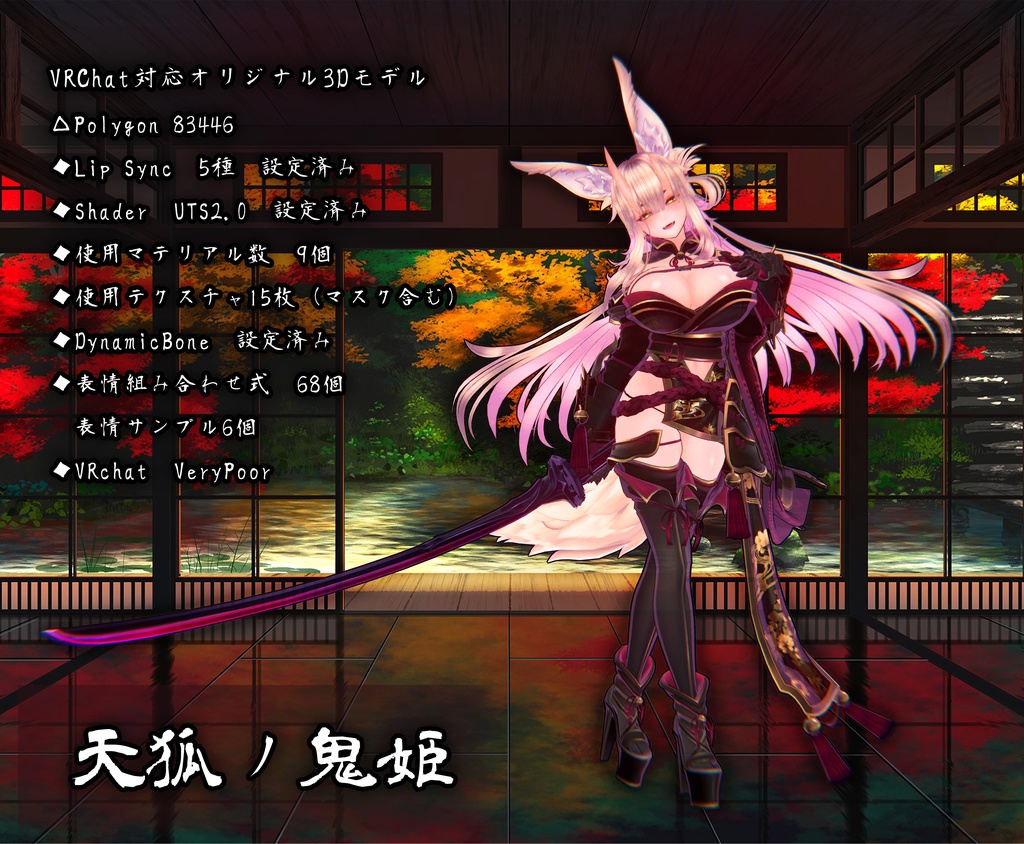 VRChat対応オリジナル3Dモデル
△Polygon 83446
◆Lip Sync 5種 設定済み
◆Shader UTS2.0 設定済み
◆使用マテリアル数 9個
◆使用テクスチャ15枚（マスク含む）
◆DynamicBone 設定済み
◆表情組み合わせ式 68個
表情サンプル6個
◆VRchat VeryPoor
天狐ノ鬼姫